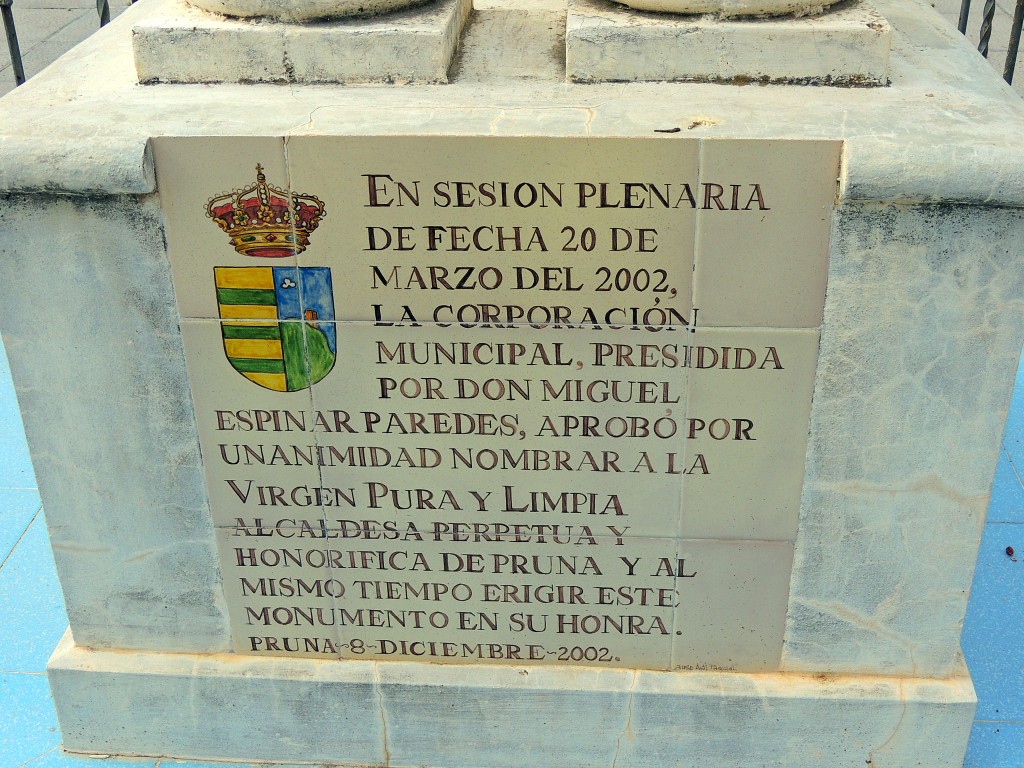 EN SESION PLENARIA
DE FECHA 20 DE
MARZO DEL 2002,
LA CORPORACIÓN
MUNICIPAL, PRESIDIDA
POR DON MIGUEL
ESPINAR PAREDES, APROBÓ POR
UNANIMIDAD NOMBRAR A LA
VIRGEN PURA Y LIMPIA
ALCALDESA PERPETUA Y
HONORIFICA DE PRUNA Y AL
MISMO TIEMPO ERIGIR ESTE
MONUMENTO EN SU HONRA.
PRUNA~8-DICIEMBRE~2002.